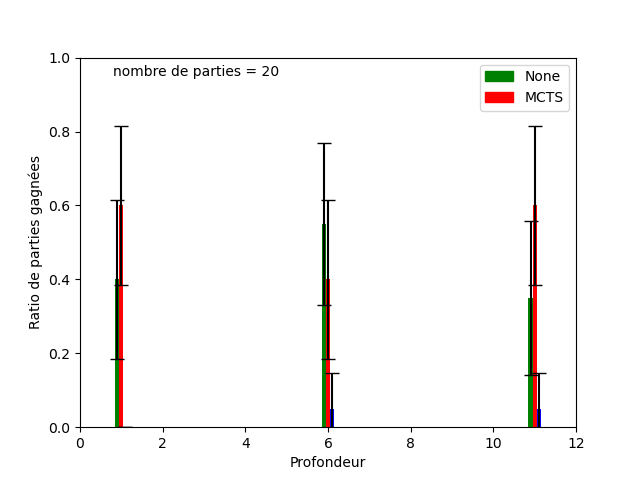 nombre de parties = 20
None
MCTS
Ratio de parties gagnées
1.0
0.8
0.6
0.4
0.2
0.0
0 2 4 6 8 10 12
Profondeur